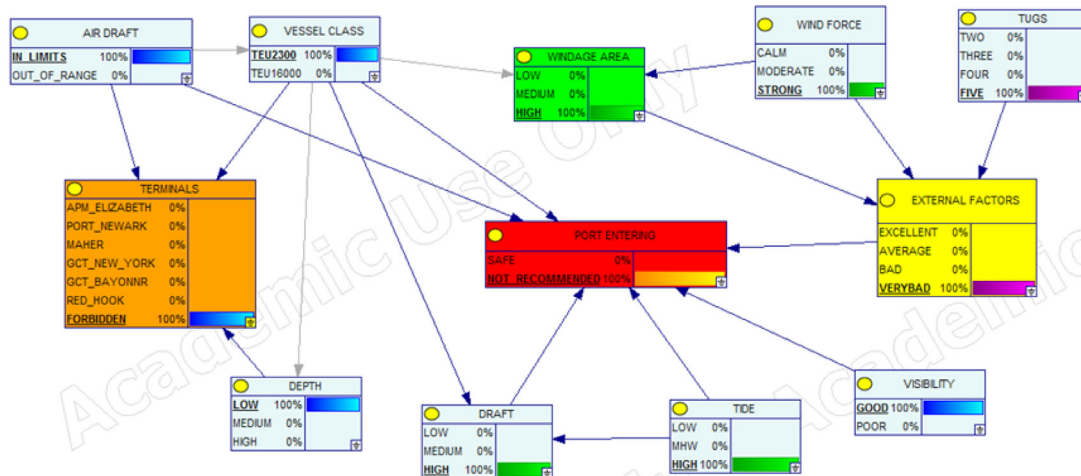 AIR DRAFT
IN_LIMITS 100%
OUT_OF_RANGE 0%
VESSEL CLASS
TEU2300 100%
TEU16000 0%
WINDAGE AREA
LOW 0%
MEDIUM 0%
HIGH 100%
WIND FORCE
CALM 0%
MODERATE 0%
STRONG 100%
TUGS
TWO 0%
THREE 0%
FOUR 0%
FIVE 100%
TERMINALS
APM_ELIZABETH 0%
PORT_NEWARK 0%
MAHER 0%
GCT_NEW_YORK 0%
GCT_BAYONNR 0%
RED_HOOK 0%
FORBIDDEN 100%
PORT ENTERING
SAFE 0%
NOT_RECOMMENDED 100%
EXTERNAL FACTORS
EXCELLENT 0%
AVERAGE 0%
BAD 0%
VERYBAD 100%
DEPTH
LOW 100%
MEDIUM 0%
HIGH 0%
DRAFT
LOW 0%
MEDIUM 0%
HIGH 100%
TIDE
LOW 0%
MHW 0%
HIGH 100%
VISIBILITY
GOOD 100%
POOR 0%
Academic Use Only
Academic